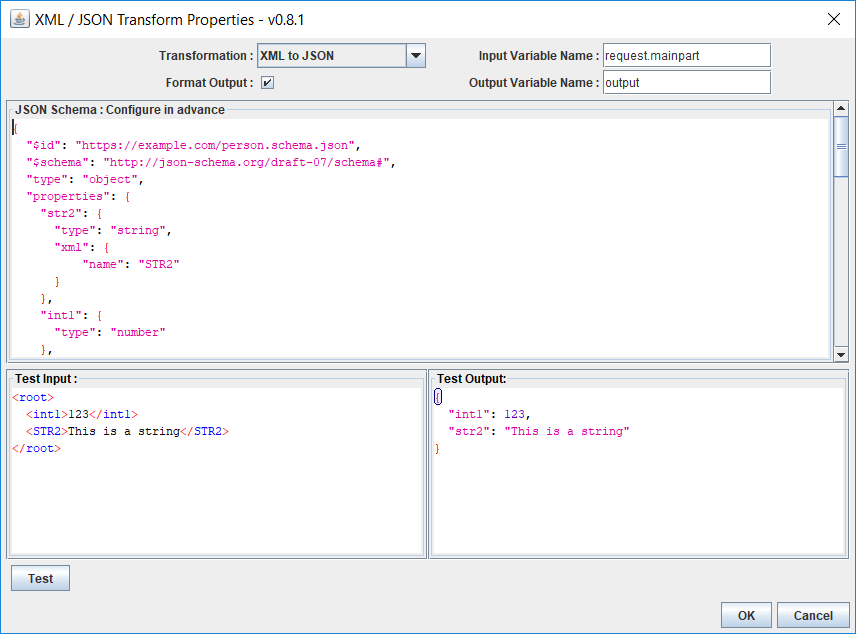 XML / JSON Transform Properties - v0.8.1
Transformation : XML to JSON Input Variable Name : request.mainpart
Format Output : Output Variable Name : output
JSON Schema : Configure in advance
{
  "$id": "https://example.com/person.schema.json",
  "$schema": "http://json-schema.org/draft-07/schema#",
  "type": "object",
  "properties": {
    "str2": {
      "type": "string",
      "xml": {
          "name": "STR2"
      }
    },
    "int1": {
      "type": "number"
    },
Test Input :
<root>
  <int1>123</int1>
  <STR2>This is a string</STR2>
</root>
Test Output:
{
  "int1": 123,
  "str2": "This is a string"
}
Test
OK Cancel